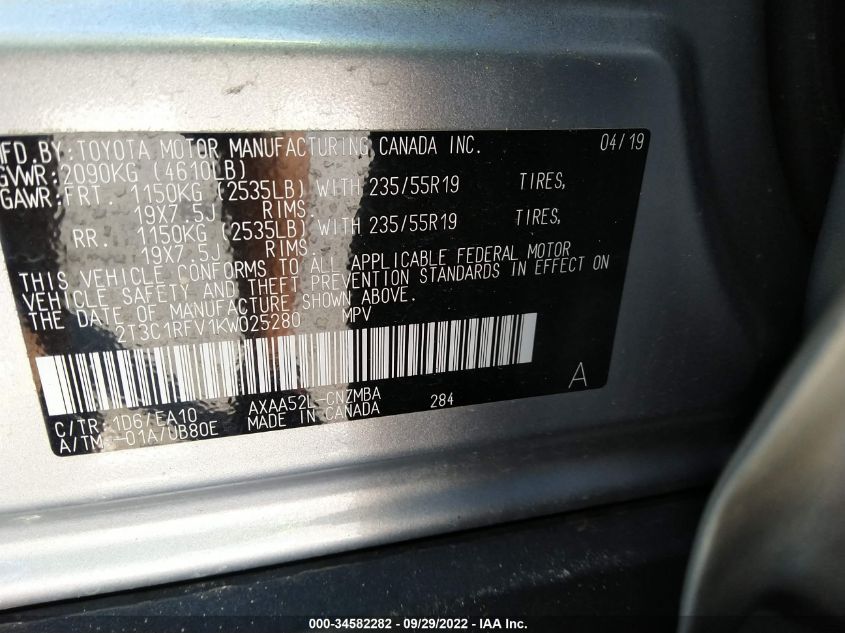 MFD.BY:TOYOTA MOTOR MANUFACTURING CANADA INC. 04/19
GVWR:2090KG (4610LB)
GAWR:FRT. 1150KG (2535LB) WITH 235/55R19 TIRES,
19X7.5J RIMS.
RR. 1150KG (2535LB) WITH 235/55R19 TIRES,
19X7.5J RIMS.
THIS VEHICLE CONFORMS TO ALL APPLICABLE FEDERAL MOTOR
VEHICLE SAFETY AND THEFT PREVENTION STANDARDS IN EFFECT ON
THE DATE OF MANUFACTURE SHOWN ABOVE.
2T3C1RFV1KW025280 MPV
A
C/TR:1D6/EA10 AXAA52L-CNZMBA 284
A/TM:-01A/UB80E MADE IN CANADA
000-34582282 - 09/29/2022 - IAA Inc.